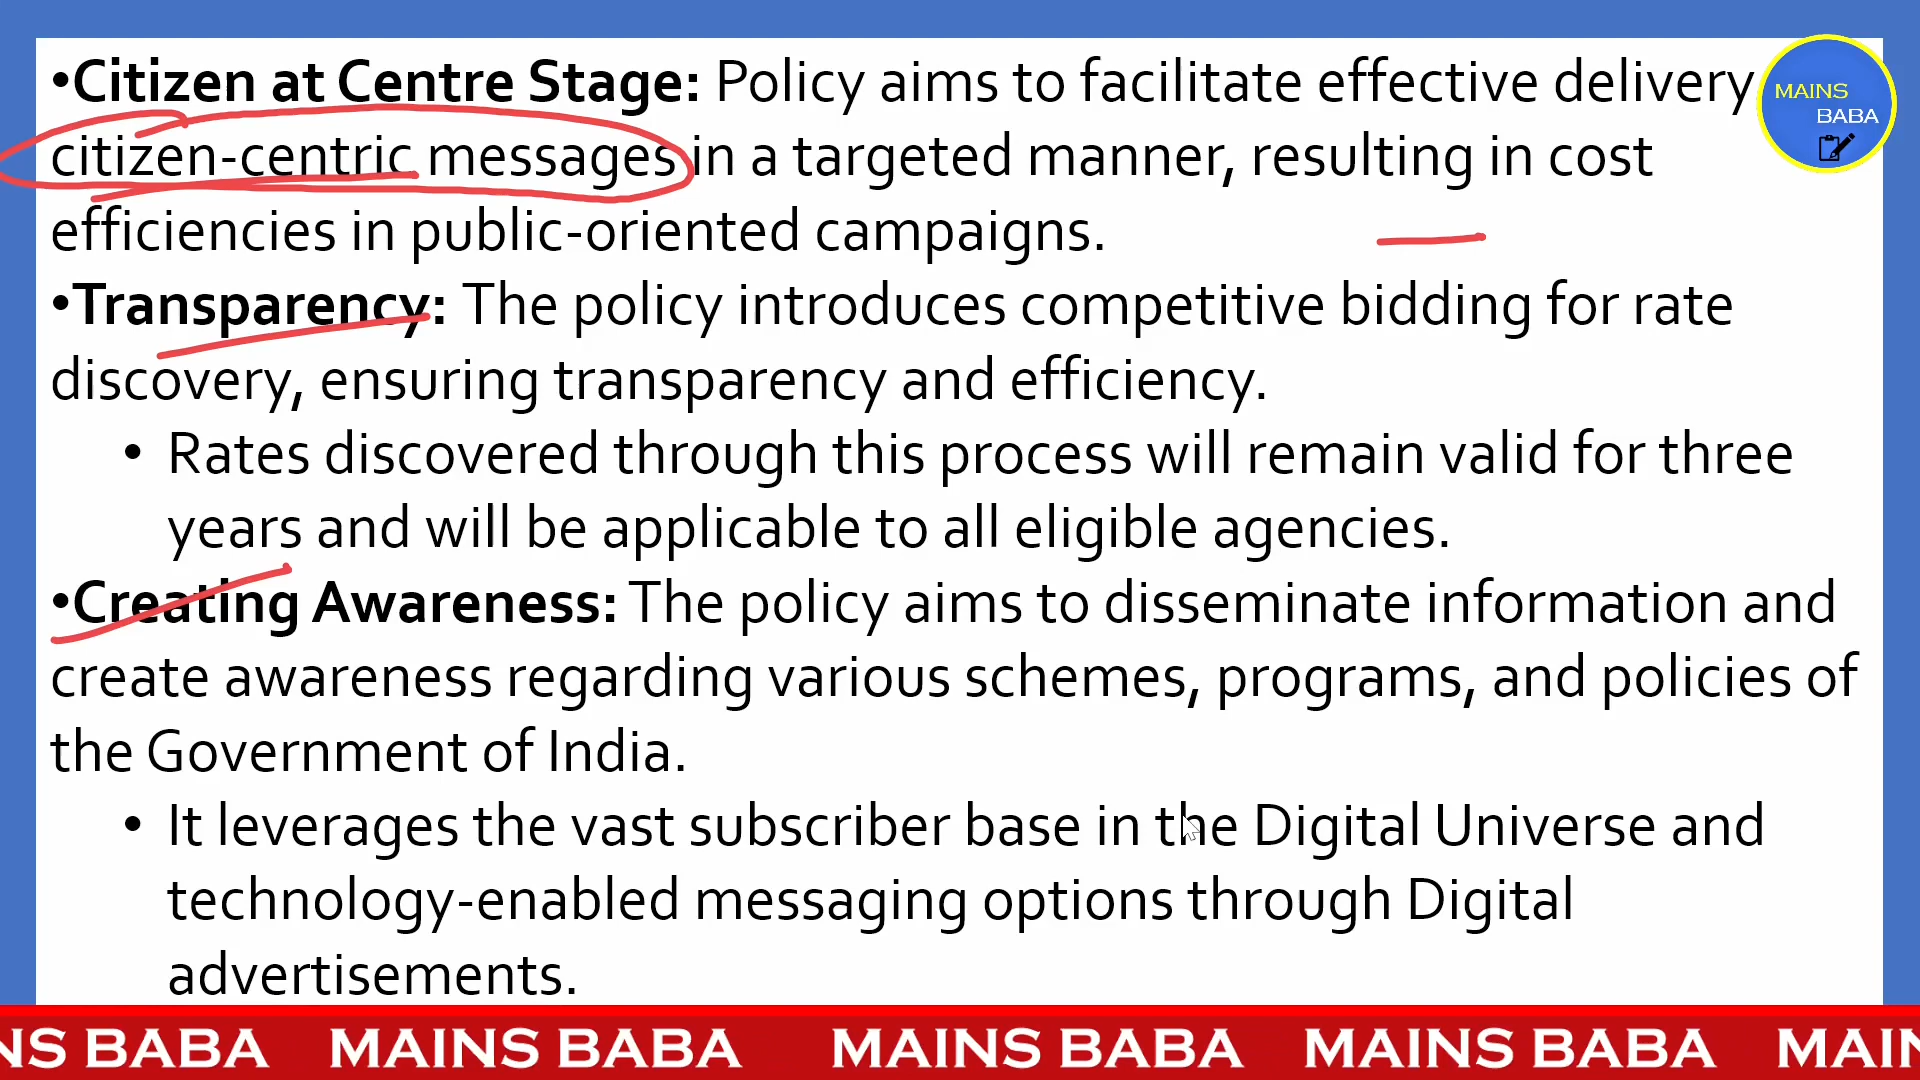 •Citizen at Centre Stage: Policy aims to facilitate effective delivery
citizen-centric messages in a targeted manner, resulting in cost
efficiencies in public-oriented campaigns.
•Transparency: The policy introduces competitive bidding for rate
discovery, ensuring transparency and efficiency.
• Rates discovered through this process will remain valid for three
years and will be applicable to all eligible agencies.
•Creating Awareness: The policy aims to disseminate information and
create awareness regarding various schemes, programs, and policies of
the Government of India.
• It leverages the vast subscriber base in the Digital Universe and
technology-enabled messaging options through Digital
advertisements.
MAINS
BABA
NS BABA MAINS BABA MAINS BABA MAINS BABA MAIN